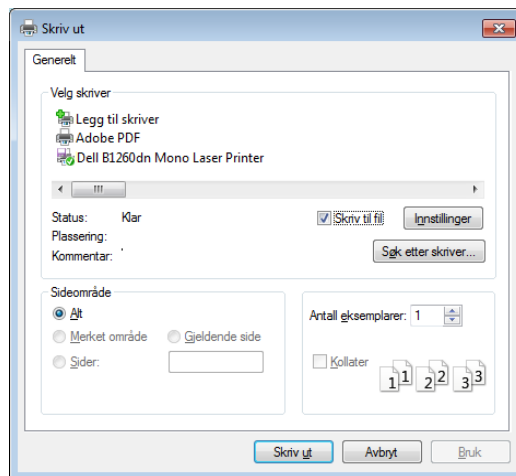 Skriv ut
Generelt
Velg skriver
Legg til skriver
Adobe PDF
Dell B1260dn Mono Laser Printer
Status: Klar
Skriv til fil
Innstillinger
Plassering:
Kommentar:
Søk etter skriver...
Sideområde
Alt
Merket område
Gjeldende side
Sider:
Antall eksemplarer: 1
Kollater
1 1 2 2 3 3
Skriv ut
Avbryt
Bruk